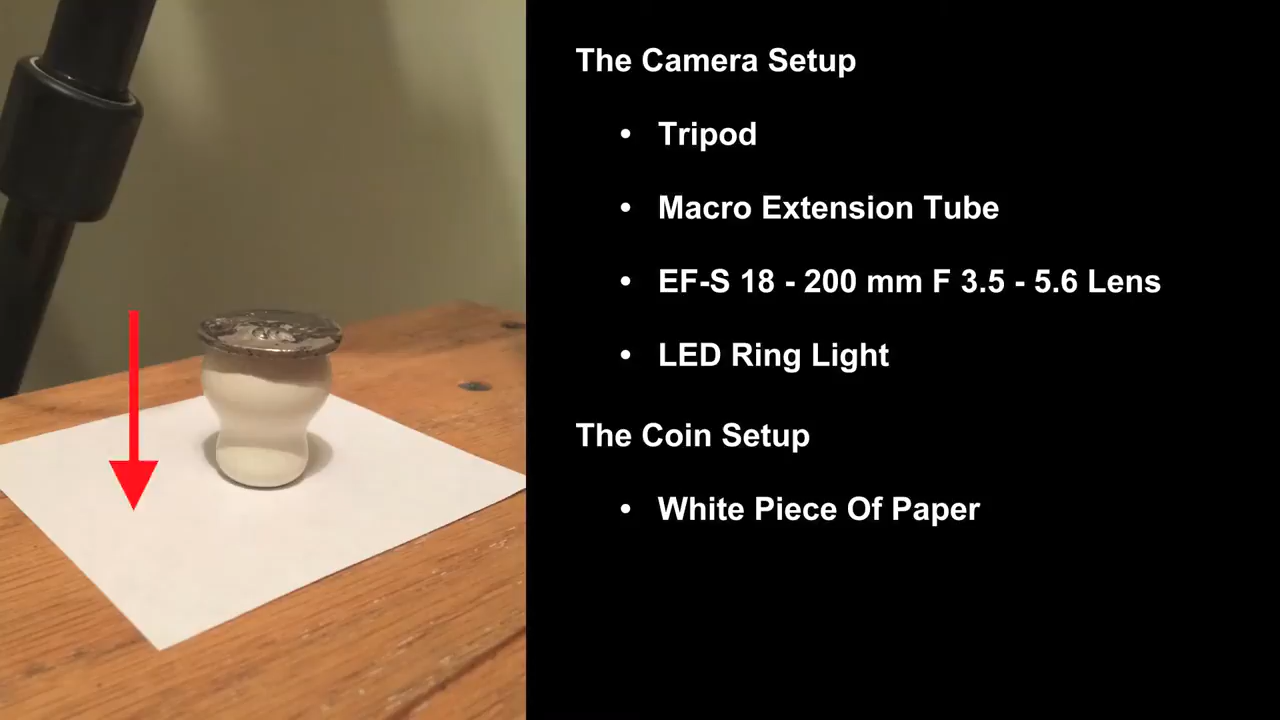 The Camera Setup
• Tripod
• Macro Extension Tube
• EF-S 18 - 200 mm F 3.5 - 5.6 Lens
• LED Ring Light
The Coin Setup
• White Piece Of Paper